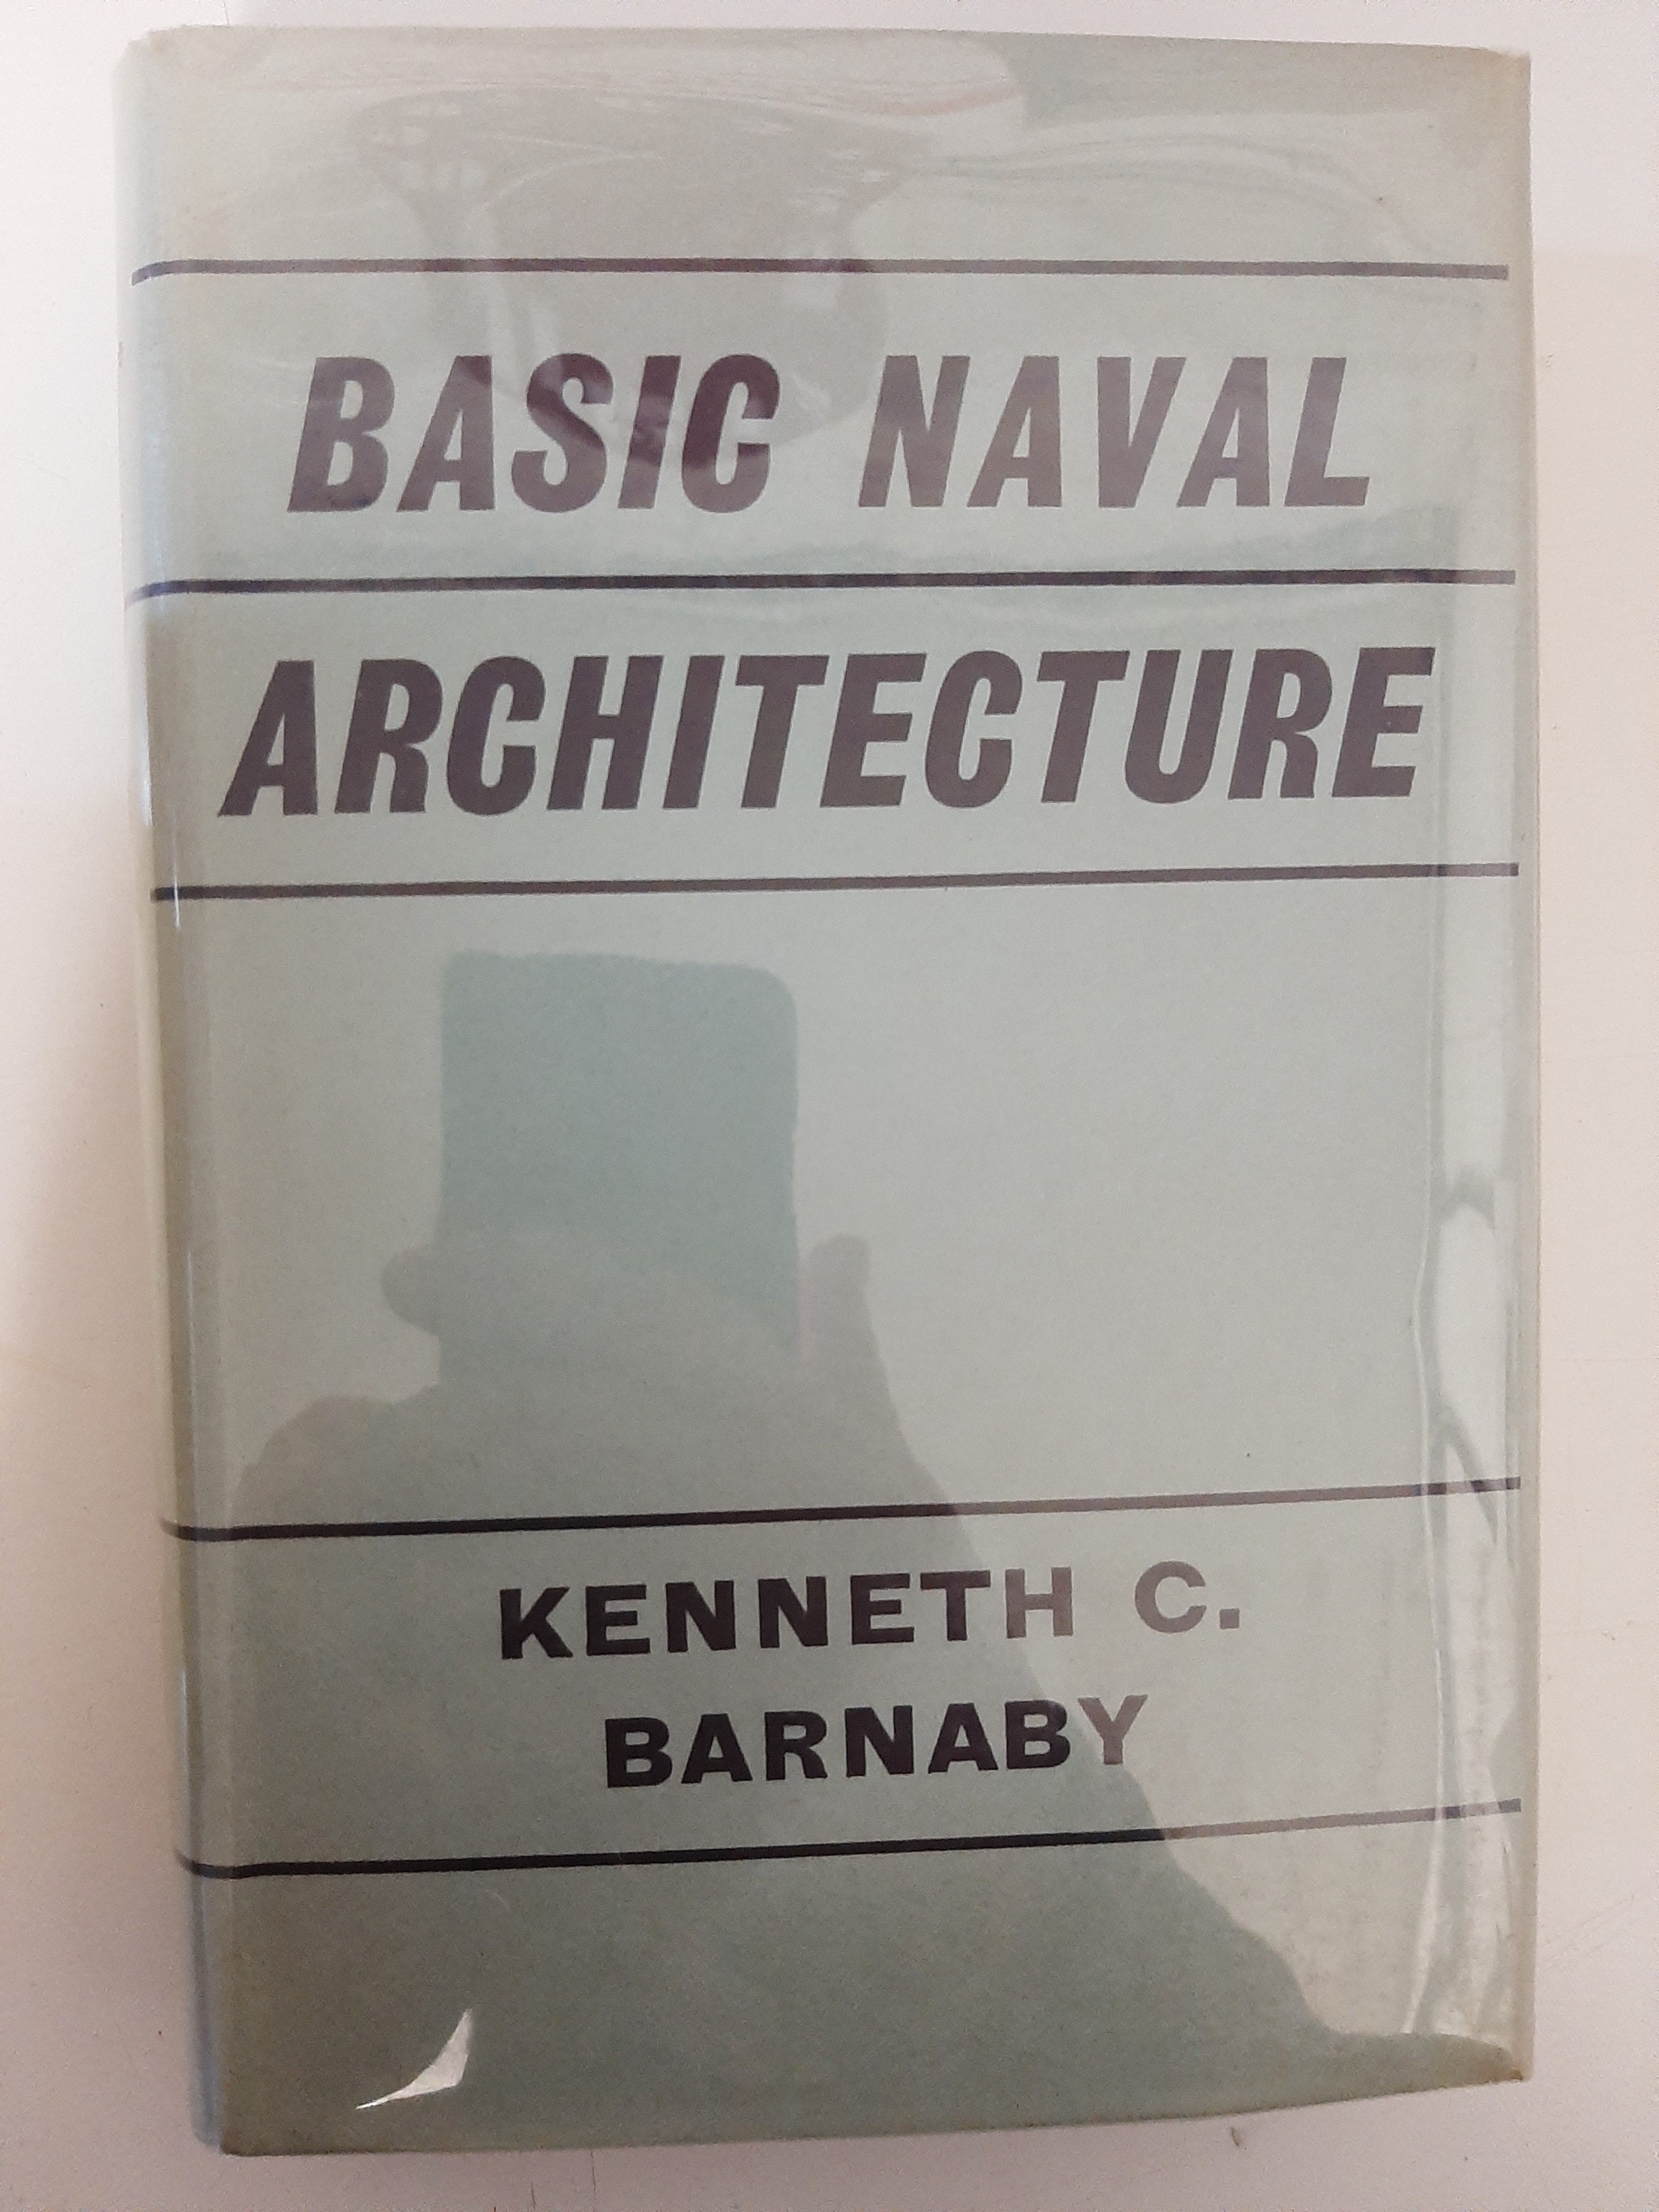 BASIC NAVAL
ARCHITECTURE
KENNETH C.
BARNABY